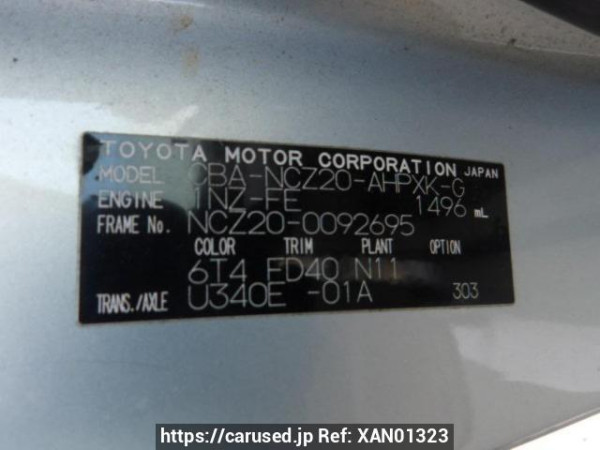 TOYOTA MOTOR CORPORATION JAPAN
MODEL CBA-NCZ20-AHPXK-G
ENGINE 1NZ-FE 1496 mL
FRAME No. NCZ20-0092695
COLOR TRIM PLANT OPTION
6T4 FD40 N11
TRANS./AXLE U340E -01A 303
https://carused.jp Ref: XAN01323